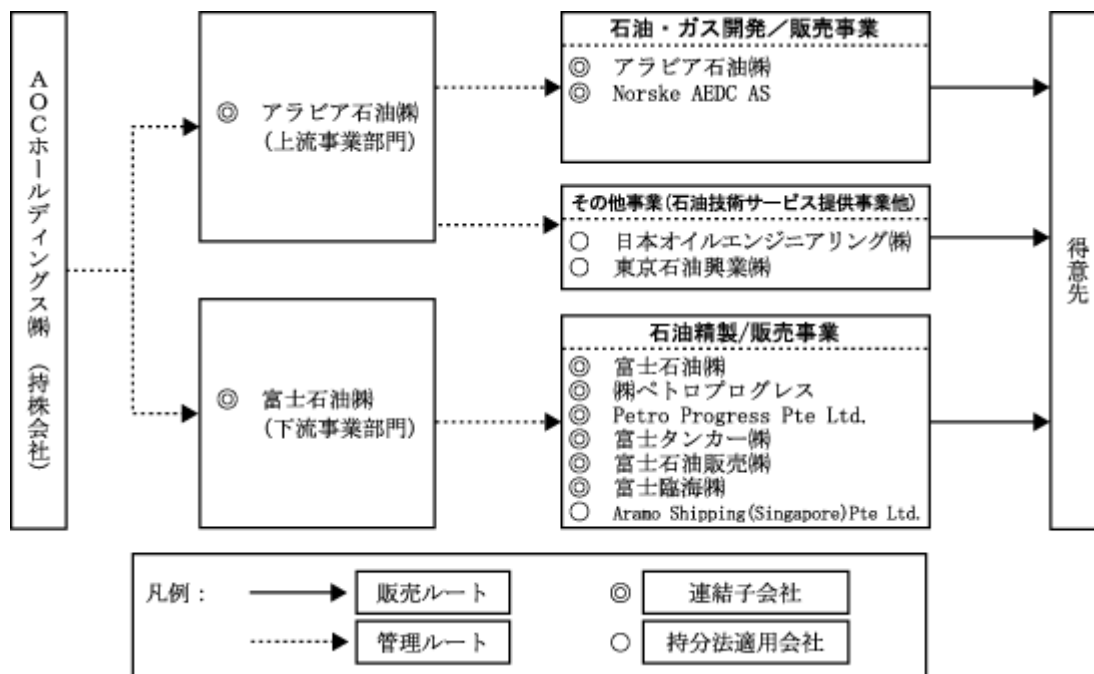 AOCホールディングス㈱ (持株会社)
◎ アラビア石油㈱
(上流事業部門)
◎ 富士石油㈱
(下流事業部門)
石油・ガス開発／販売事業
◎ アラビア石油㈱
◎ Norske AEDC AS
その他事業(石油技術サービス提供事業他)
○ 日本オイルエンジニアリング㈱
○ 東京石油興業㈱
石油精製/販売事業
◎ 富士石油㈱
◎ ㈱ペトロプログレス
◎ Petro Progress Pte Ltd.
◎ 富士タンカー㈱
◎ 富士石油販売㈱
◎ 富士臨海㈱
○ Aramo Shipping(Singapore)Pte Ltd.
得意先
凡例：
販売ルート
◎ 連結子会社
管理ルート
○ 持分法適用会社